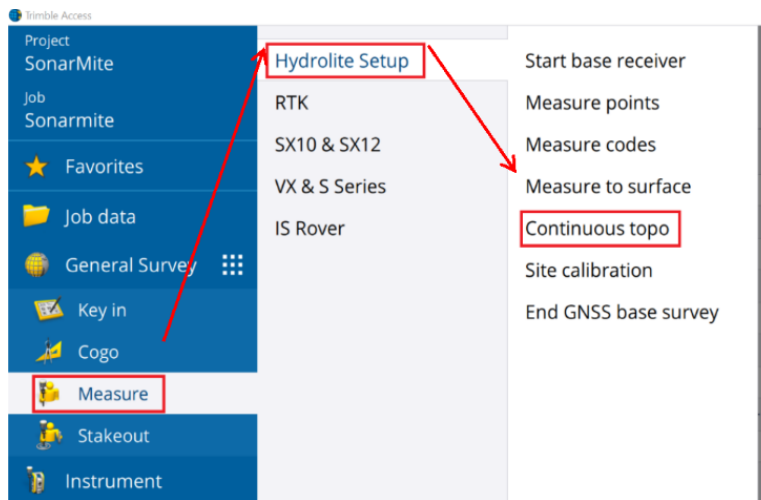 Trimble Access
Project
SonarMite
Job
Sonarmite
Favorites
Job data
General Survey
Key in
Cogo
Measure
Stakeout
Instrument
Hydrolite Setup
RTK
SX10 & SX12
VX & S Series
IS Rover
Start base receiver
Measure points
Measure codes
Measure to surface
Continuous topo
Site calibration
End GNSS base survey